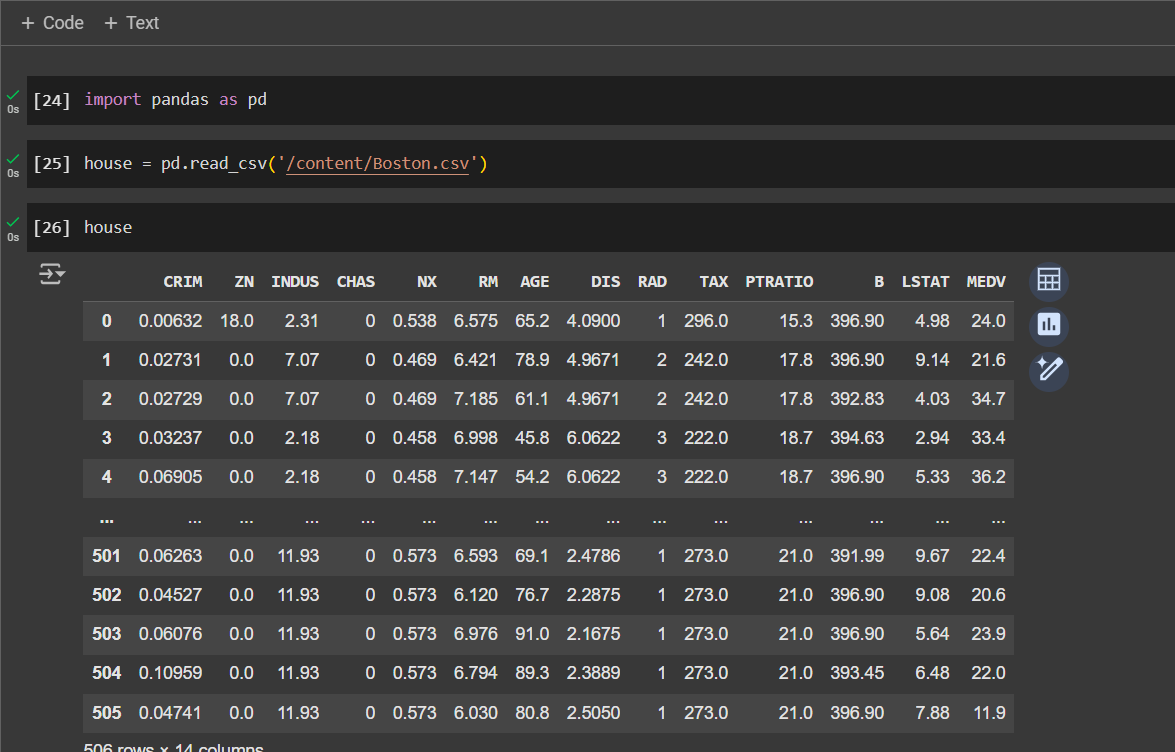 + Code + Text
0s [24] import pandas as pd
0s [25] house = pd.read_csv('/content/Boston.csv')
0s [26] house
CRIM ZN INDUS CHAS NX RM AGE DIS RAD TAX PTRATIO B LSTAT MEDV
0 0.00632 18.0 2.31 0 0.538 6.575 65.2 4.0900 1 296.0 15.3 396.90 4.98 24.0
1 0.02731 0.0 7.07 0 0.469 6.421 78.9 4.9671 2 242.0 17.8 396.90 9.14 21.6
2 0.02729 0.0 7.07 0 0.469 7.185 61.1 4.9671 2 242.0 17.8 392.83 4.03 34.7
3 0.03237 0.0 2.18 0 0.458 6.998 45.8 6.0622 3 222.0 18.7 394.63 2.94 33.4
4 0.06905 0.0 2.18 0 0.458 7.147 54.2 6.0622 3 222.0 18.7 396.90 5.33 36.2
... ... ... ... ... ... ... ... ... ... ... ... ... ... ...
501 0.06263 0.0 11.93 0 0.573 6.593 69.1 2.4786 1 273.0 21.0 391.99 9.67 22.4
502 0.04527 0.0 11.93 0 0.573 6.120 76.7 2.2875 1 273.0 21.0 396.90 9.08 20.6
503 0.06076 0.0 11.93 0 0.573 6.976 91.0 2.1675 1 273.0 21.0 396.90 5.64 23.9
504 0.10959 0.0 11.93 0 0.573 6.794 89.3 2.3889 1 273.0 21.0 393.45 6.48 22.0
505 0.04741 0.0 11.93 0 0.573 6.030 80.8 2.5050 1 273.0 21.0 396.90 7.88 11.9
506 rows × 14 columns